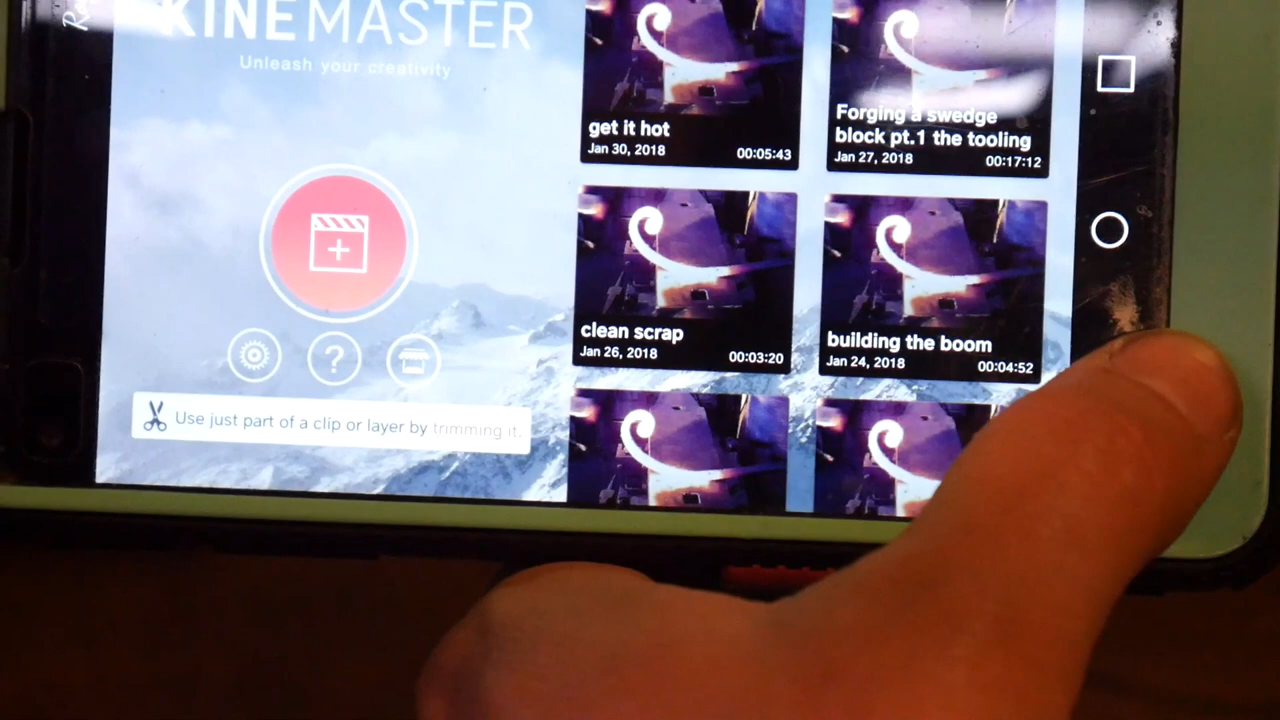 KINEMASTER
Unleash your creativity
Use just part of a clip or layer by trimming it.
get it hot
Jan 30, 2018 00:05:43
Forging a swedge
block pt.1 the tooling
Jan 27, 2018 00:17:12
clean scrap
Jan 26, 2018 00:03:20
building the boom
Jan 24, 2018 00:04:52